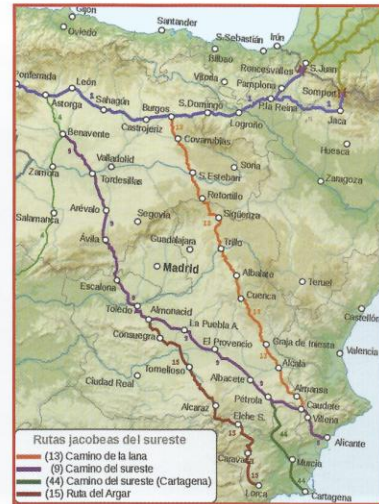 Gijón
Santander
Oviedo
S.Sebastián
Irún
Bilbao
Roncesvalles
S. Juan
Vitoria
Pamplona
Somport
Ponferrada
León
Astorga
Sahagún
Burgos
S.Domingo
P.la Reina
Castrojeriz
Logroño
Jaca
Benavente
Covarrubias
Huesca
Zamora
Valladolid
S. Esteban
Soria
Tordesillas
Zaragoza
Retortillo
Salamanca
Arévalo
Segovia
Sigüenza
Ávila
Guadalajara
Trillo
Madrid
Albalate
Teruel
Escalona
Cuenca
Castellón
Toledo
Almonacid
La Puebla A.
Consuegra
Graja de Iniesta
Valencia
El Provencio
Tomelloso
Alcalá
Ciudad Real
Albacete
Almansa
Pétrola
Caudete
Alcaraz
Villena
Elche S.
Alicante
Caravaca
Murcia
Lorca
Cartagena
Rutas jacobeas del sureste
(13) Camino de la lana
(9) Camino del sureste
(44) Camino del sureste (Cartagena)
(15) Ruta del Argar